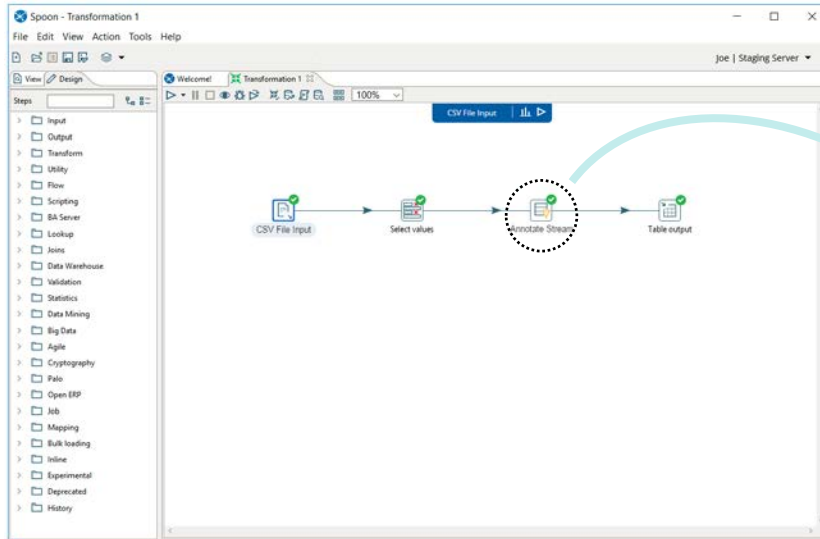 Spoon - Transformation 1
File Edit View Action Tools Help
Joe | Staging Server
View Design
Welcome! Transformation 1
Steps
100%
CSV File Input
Input
Output
Transform
Utility
Flow
Scripting
BA Server
Lookup
Joins
Data Warehouse
Validation
Statistics
Data Mining
Big Data
Agile
Cryptography
Palo
Open ERP
Job
Mapping
Bulk loading
Inline
Experimental
Deprecated
History
CSV File Input
Select values
Annotate Stream
Table output